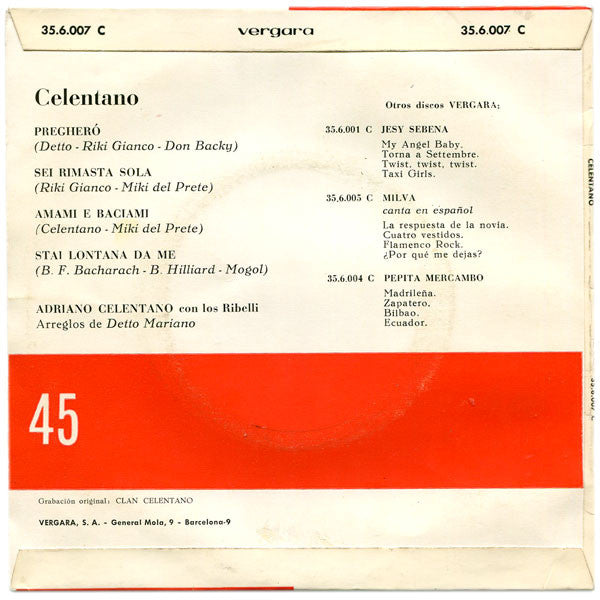 35.6.007 C
vergara
35.6.007 C
Celentano
PREGHERÓ
(Detto - Riki Gianco - Don Backy)
SEI RIMASTA SOLA
(Riki Gianco - Miki del Prete)
AMAMI E BACIAMI
(Celentano - Miki del Prete)
STAI LONTANA DA ME
(B. F. Bacharach - B. Hilliard - Mogol)
ADRIANO CELENTANO con los Ribelli
Arreglos de Detto Mariano
Otros discos VERGARA;
35.6.001 C JESY SEBENA
My Angel Baby.
Torna a Settembre.
Twist, twist, twist.
Taxi Girls.
35.6.003 C MILVA
canta en español
La respuesta de la novia.
Cuatro vestidos.
Flamenco Rock.
¿Por qué me dejas?
35.6.004 C PEPITA MERCAMBO
Madrileña.
Zapatero.
Bilbao.
Ecuador.
CELENTANO
35.6.007 C
45
Grabación original: CLAN CELENTANO
VERGARA, S. A. - General Mola, 9 - Barcelona-9